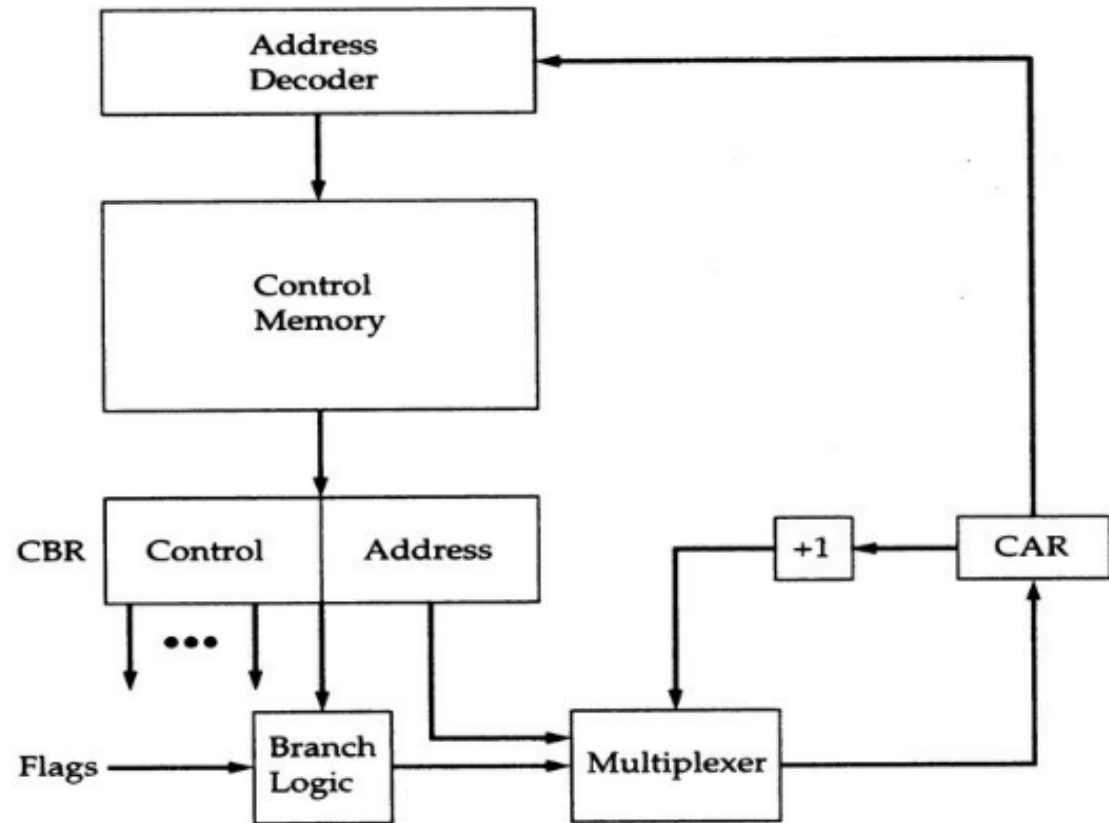 Address
Decoder
Control
Memory
CBR
Control
Address
+1
CAR
Flags
Branch
Logic
Multiplexer